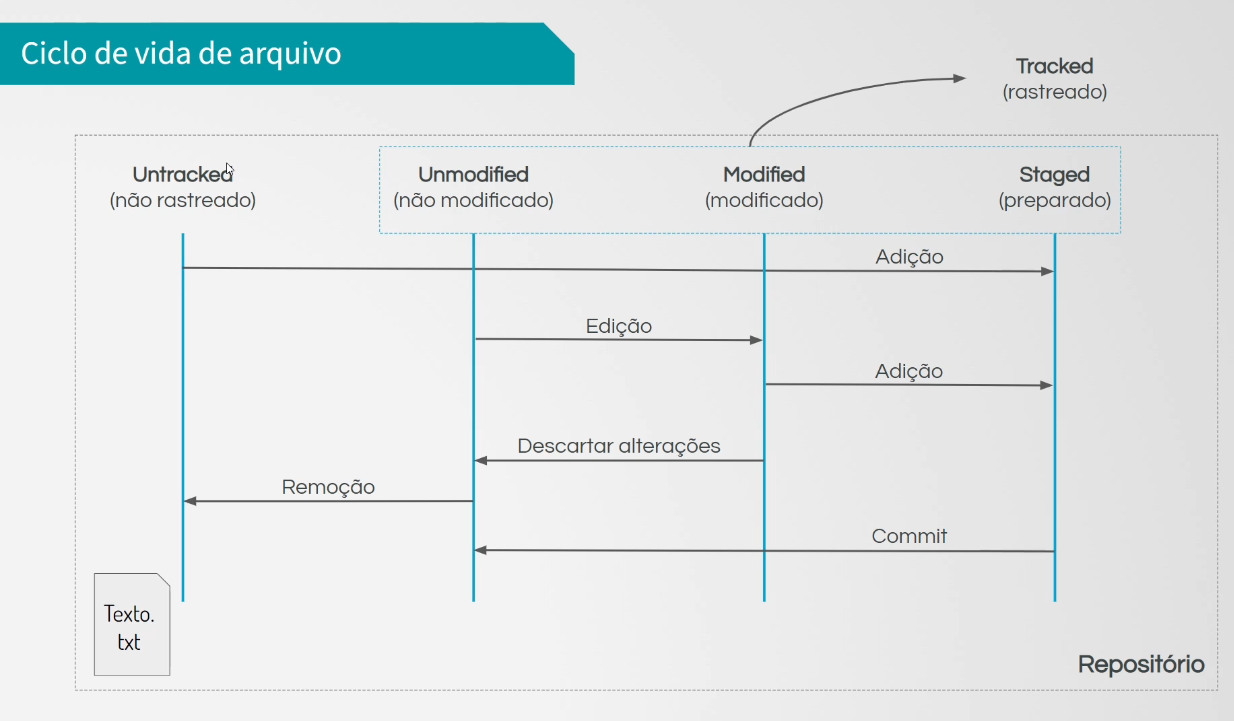 Ciclo de vida de arquivo
Tracked
(rastreado)
Untracked
(não rastreado)
Unmodified
(não modificado)
Modified
(modificado)
Staged
(preparado)
Adição
Edição
Adição
Descartar alterações
Remoção
Commit
Texto.
txt
Repositório